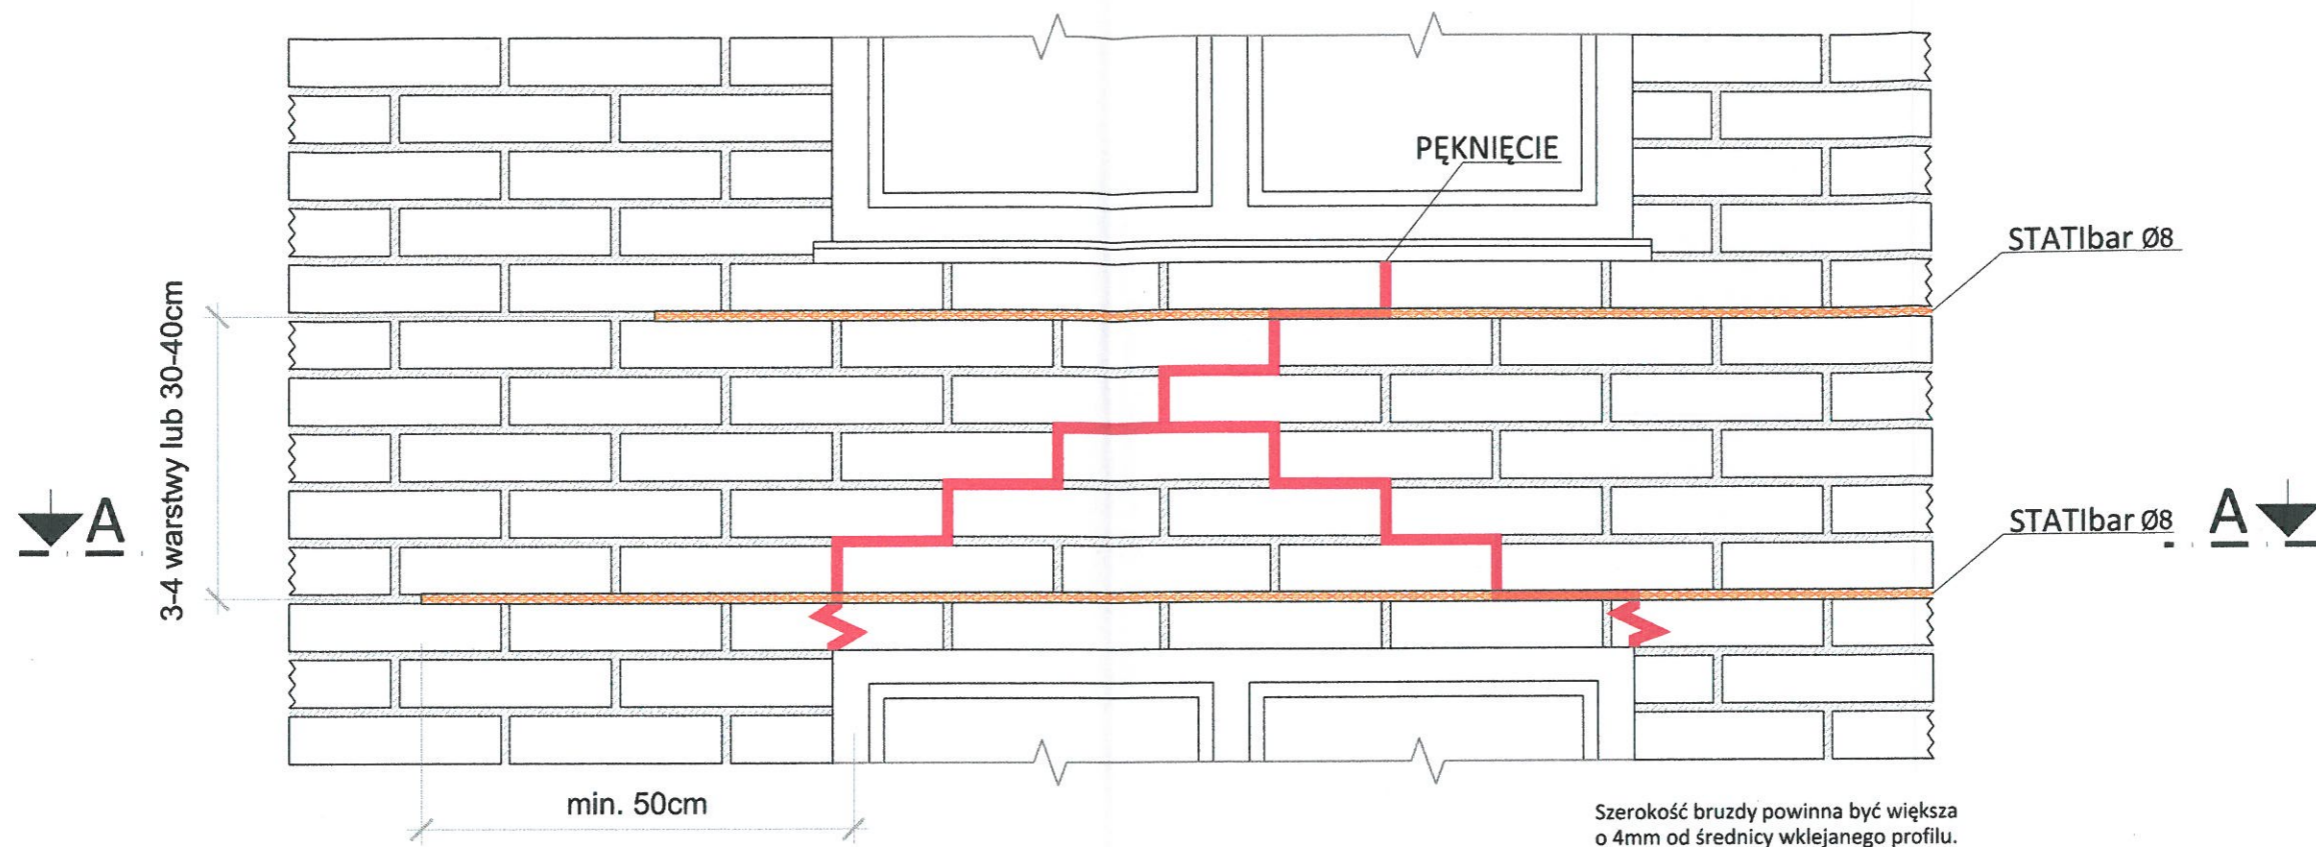 PĘKNIĘCIE
STATIbar Ø8
3-4 warstwy lub 30-40cm
A
STATIbar Ø8
A
min. 50cm
Szerokość bruzdy powinna być większa
o 4mm od średnicy wklejanego profilu.